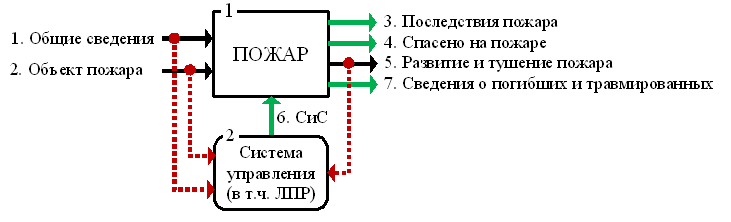 1
3. Последствия пожара
1. Общие сведения
ПОЖАР
4. Спасено на пожаре
2. Объект пожара
5. Развитие и тушение пожара
7. Сведения о погибших и травмированных
6. СиС
2
Система
управления
(в т.ч. ЛПР)